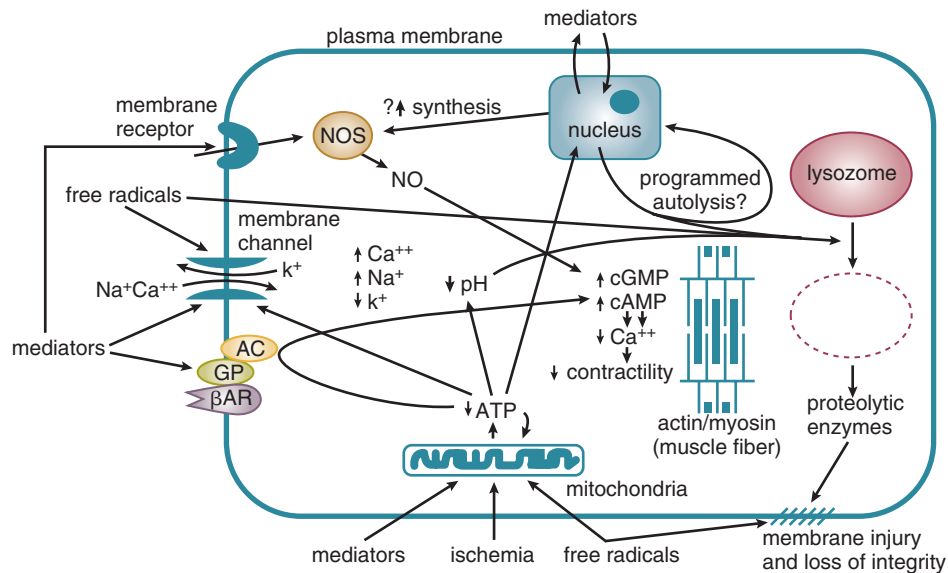 mediators
plasma membrane
membrane
receptor
?↑ synthesis
NOS
nucleus
NO
programmed
autolysis?
lysozome
free radicals
membrane
channel
k⁺
Na⁺Ca⁺⁺
↑ Ca⁺⁺
↑ Na⁺
↓ k⁺
↓ pH
↑ cGMP
↑ cAMP
↓ Ca⁺⁺
↓ contractility
mediators
AC
GP
βAR
↓ ATP
actin/myosin
(muscle fiber)
proteolytic
enzymes
mitochondria
mediators
ischemia
free radicals
membrane injury
and loss of integrity